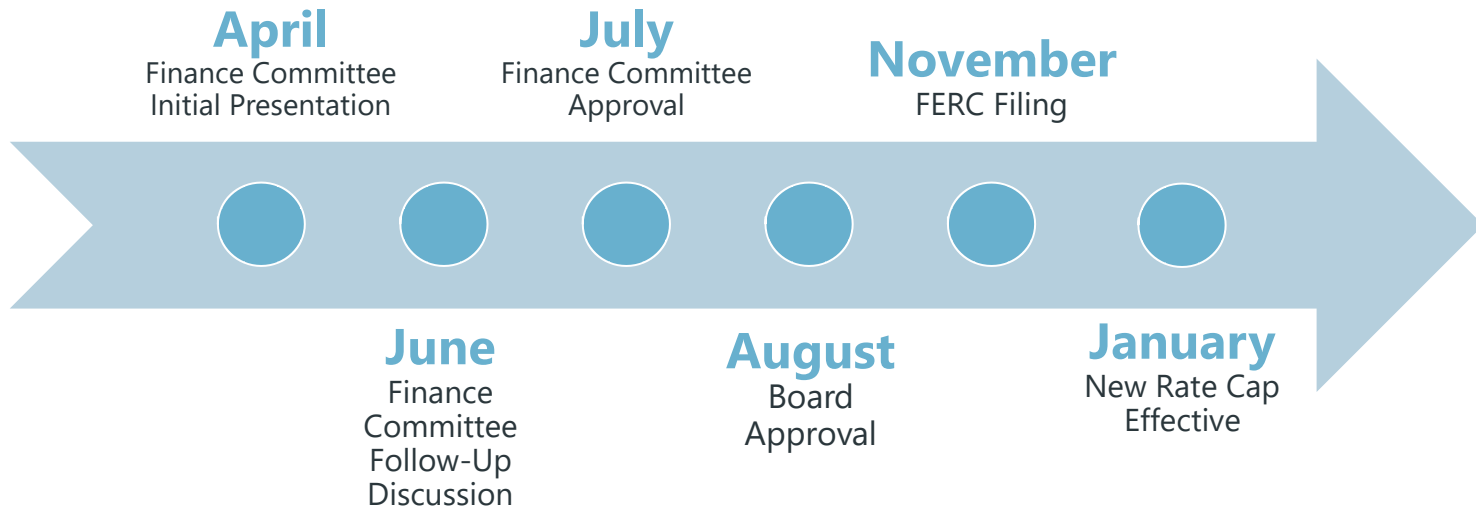 April
Finance Committee
Initial Presentation
July
Finance Committee
Approval
November
FERC Filing
June
Finance
Committee
Follow-Up
Discussion
August
Board
Approval
January
New Rate Cap
Effective